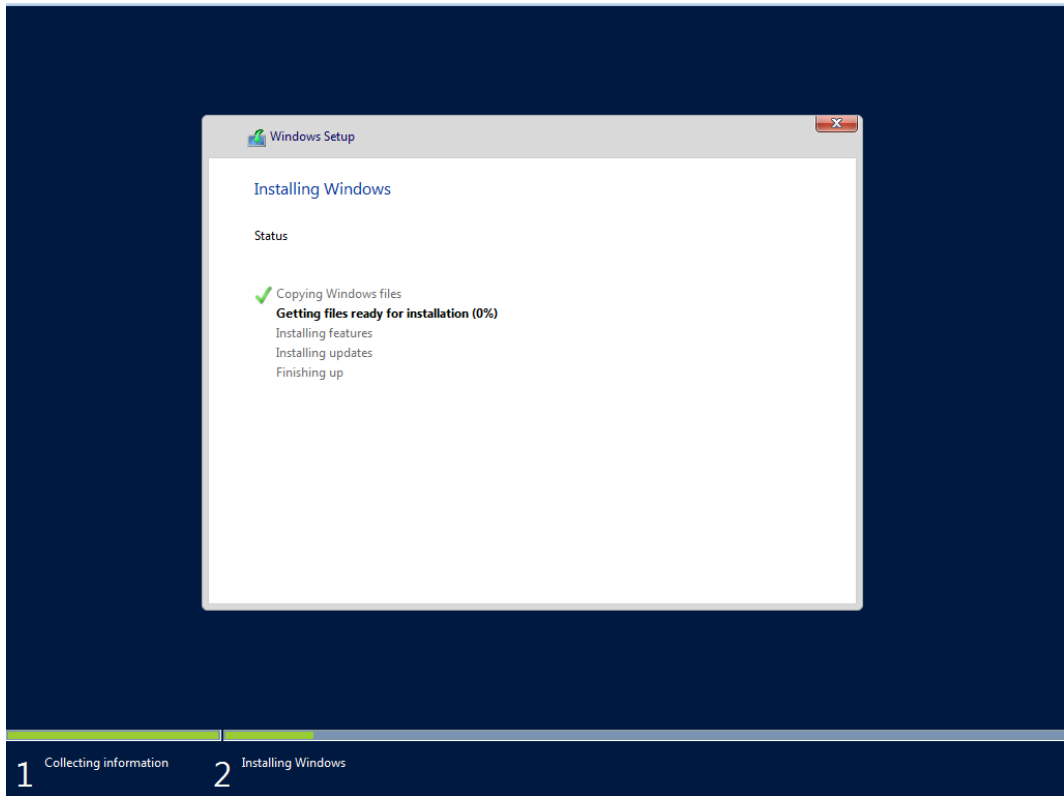 Windows Setup
Installing Windows
Status
Copying Windows files
Getting files ready for installation (0%)
Installing features
Installing updates
Finishing up
1 Collecting information 2 Installing Windows